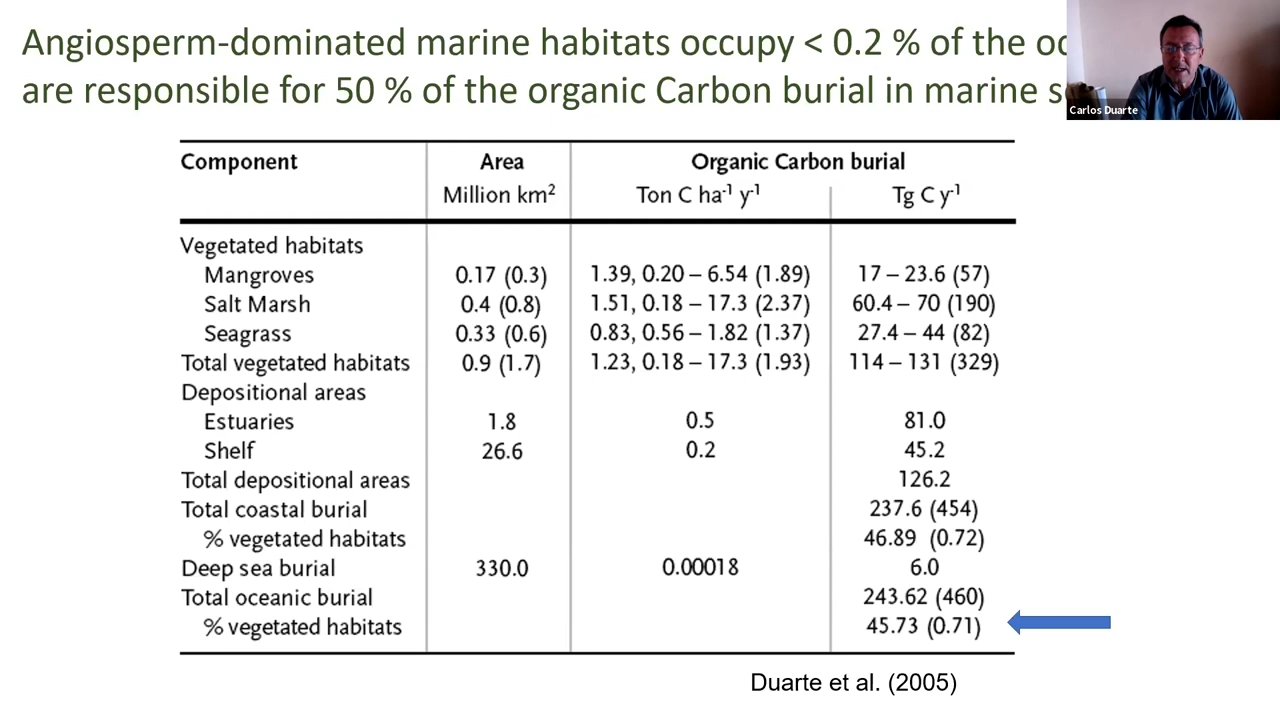 Angiosperm-dominated marine habitats occupy < 0.2 % of the
are responsible for 50 % of the organic Carbon burial in marine
Carlos Duarte
Component Area Organic Carbon burial
Million km² Ton C ha⁻¹ y⁻¹ Tg C y⁻¹
Vegetated habitats
Mangroves 0.17 (0.3) 1.39, 0.20 – 6.54 (1.89) 17 – 23.6 (57)
Salt Marsh 0.4 (0.8) 1.51, 0.18 – 17.3 (2.37) 60.4 – 70 (190)
Seagrass 0.33 (0.6) 0.83, 0.56 – 1.82 (1.37) 27.4 – 44 (82)
Total vegetated habitats 0.9 (1.7) 1.23, 0.18 – 17.3 (1.93) 114 – 131 (329)
Depositional areas
Estuaries 1.8 0.5 81.0
Shelf 26.6 0.2 45.2
Total depositional areas 126.2
Total coastal burial 237.6 (454)
% vegetated habitats 46.89 (0.72)
Deep sea burial 330.0 0.00018 6.0
Total oceanic burial 243.62 (460)
% vegetated habitats 45.73 (0.71)
Duarte et al. (2005)